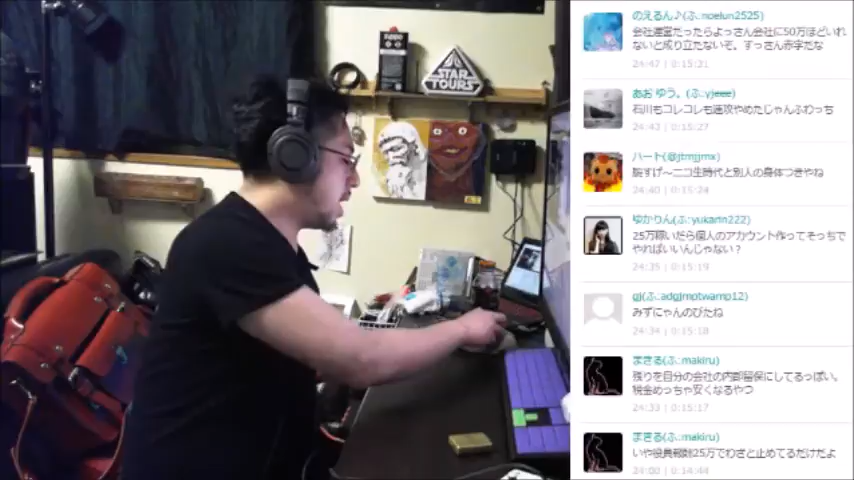 zippo
STAR
TOURS
のえるん♪(ふ:noelun2525)
会社運営だったらよっさん会社に50万ほどいれ
ないと成り立たないぞ、すっさん赤字だな
24:47 | 0:15:31
あお ゆう。(ふ:yjeee)
石川もコレコレも速攻やめたじゃんふわっち
24:43 | 0:15:27
ハート(@jtmjjmx)
腕すげ～ニコ生時代と別人の身体つきやね
24:40 | 0:15:24
ゆかりん(ふ:yukarin222)
25万稼いだら個人のアカウント作ってそっちで
やればいいんじゃない？
24:35 | 0:15:19
gj(ふ:adgjmptwamp12)
みずにゃんのびたね
24:34 | 0:15:18
まきる(ふ:makiru)
残りを自分の会社の内部留保にしてるっぽい。
税金めっちゃ安くなるやつ
24:33 | 0:15:17
まきる(ふ:makiru)
いや役員報酬25万でわざと止めてるだけだよ
24:00 | 0:14:44